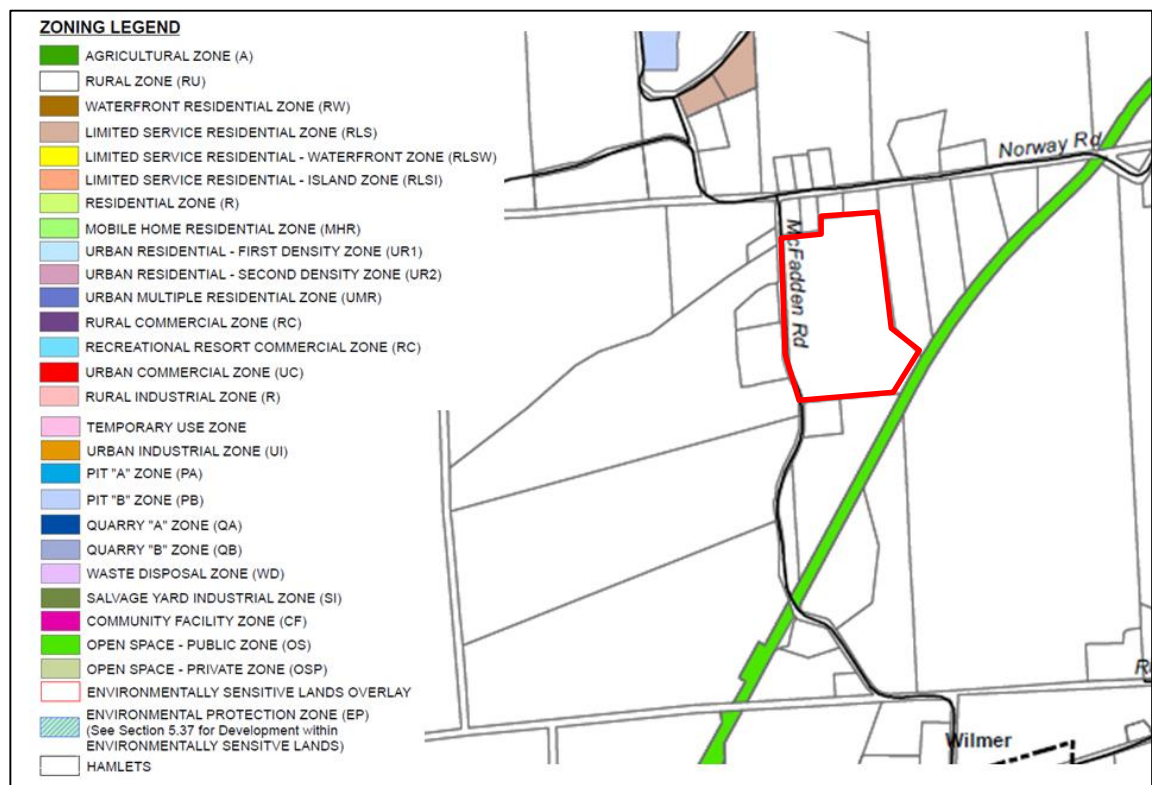 ZONING LEGEND
AGRICULTURAL ZONE (A)
RURAL ZONE (RU)
WATERFRONT RESIDENTIAL ZONE (RW)
LIMITED SERVICE RESIDENTIAL ZONE (RLS)
LIMITED SERVICE RESIDENTIAL - WATERFRONT ZONE (RLSW)
LIMITED SERVICE RESIDENTIAL - ISLAND ZONE (RLSI)
RESIDENTIAL ZONE (R)
MOBILE HOME RESIDENTIAL ZONE (MHR)
URBAN RESIDENTIAL - FIRST DENSITY ZONE (UR1)
URBAN RESIDENTIAL - SECOND DENSITY ZONE (UR2)
URBAN MULTIPLE RESIDENTIAL ZONE (UMR)
RURAL COMMERCIAL ZONE (RC)
RECREATIONAL RESORT COMMERCIAL ZONE (RC)
URBAN COMMERCIAL ZONE (UC)
RURAL INDUSTRIAL ZONE (R)
TEMPORARY USE ZONE
URBAN INDUSTRIAL ZONE (UI)
PIT "A" ZONE (PA)
PIT "B" ZONE (PB)
QUARRY "A" ZONE (QA)
QUARRY "B" ZONE (QB)
WASTE DISPOSAL ZONE (WD)
SALVAGE YARD INDUSTRIAL ZONE (SI)
COMMUNITY FACILITY ZONE (CF)
OPEN SPACE - PUBLIC ZONE (OS)
OPEN SPACE - PRIVATE ZONE (OSP)
ENVIRONMENTALLY SENSITIVE LANDS OVERLAY
ENVIRONMENTAL PROTECTION ZONE (EP)
(See Section 5.37 for Development within
ENVIRONMENTALLY SENSITVE LANDS)
HAMLETS
Norway Rd
McFadden Rd
Wilmer